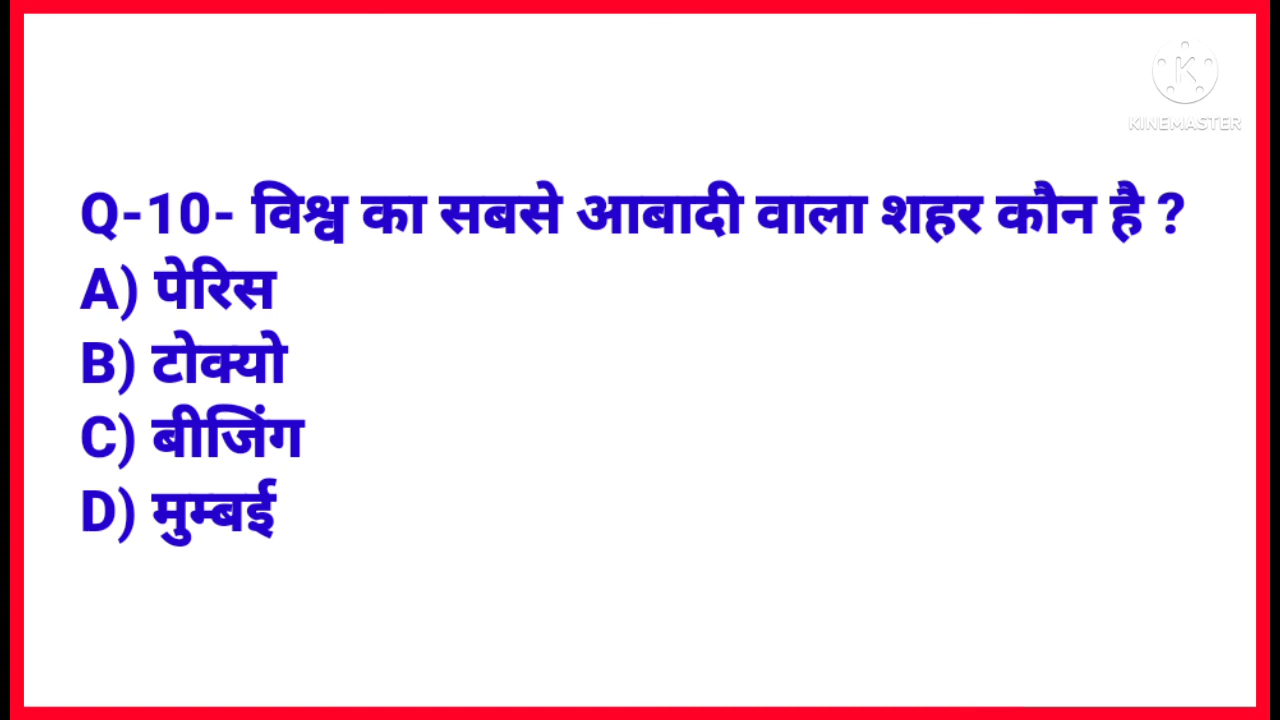 KINEMASTER
Q-10- विश्व का सबसे आबादी वाला शहर कौन है ?
A) पेरिस
B) टोक्यो
C) बीजिंग
D) मुम्बई